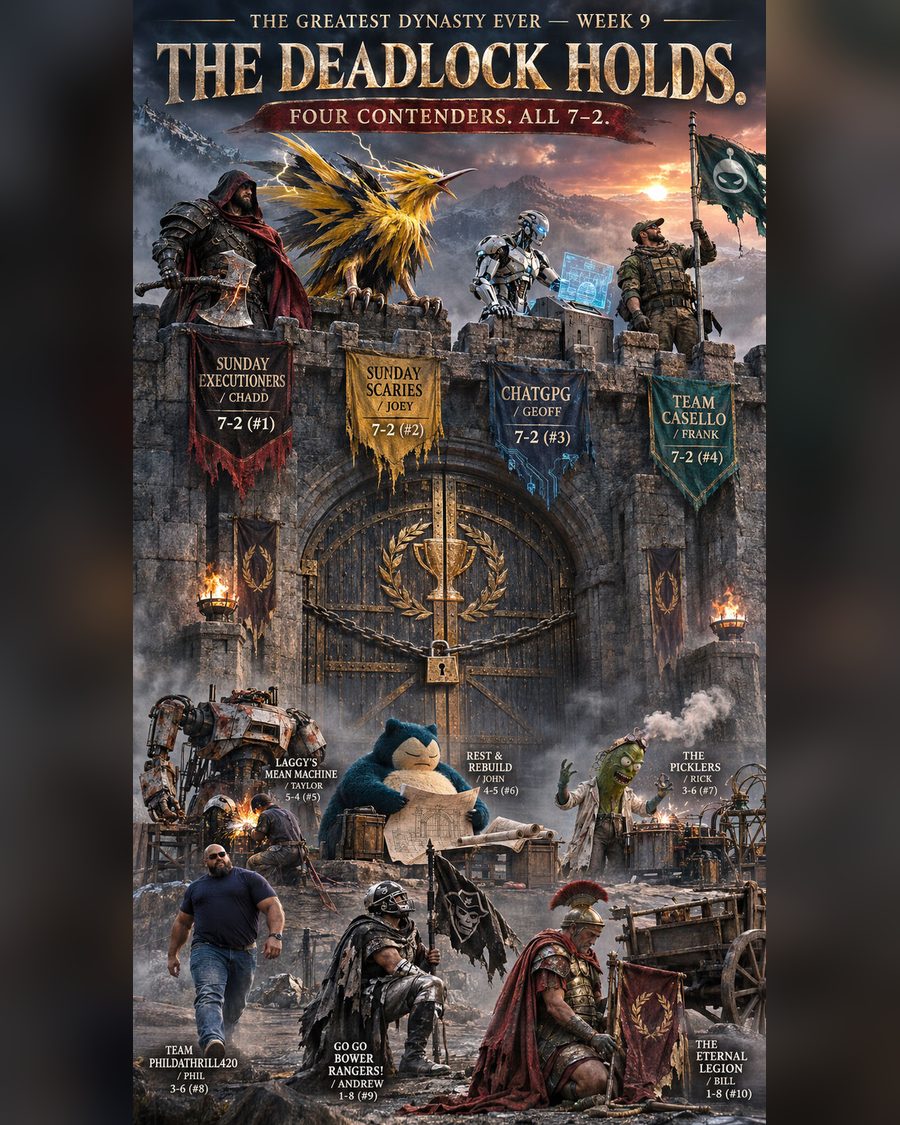 THE GREATEST DYNASTY EVER — WEEK 9
THE DEADLOCK HOLDS.
FOUR CONTENDERS. ALL 7–2.
SUNDAY
EXECUTIONERS
/ CHADD
7-2 (#1)
SUNDAY
SCARIES
/ JOEY
7-2 (#2)
CHATGPG
/ GEOFF
7-2 (#3)
TEAM
CASELLO
/ FRANK
7-2 (#4)
LAGGY'S
MEAN MACHINE
/ TAYLOR
5-4 (#5)
REST &
REBUILD
/ JOHN
4-5 (#6)
THE
PICKLERS
/ RICK
3-6 (#7)
TEAM
PHILDATHRILL420
/ PHIL
3-6 (#8)
GO GO
BOWER
RANGERS!
/ ANDREW
1-8 (#9)
THE
ETERNAL
LEGION
/ BILL
1-8 (#10)